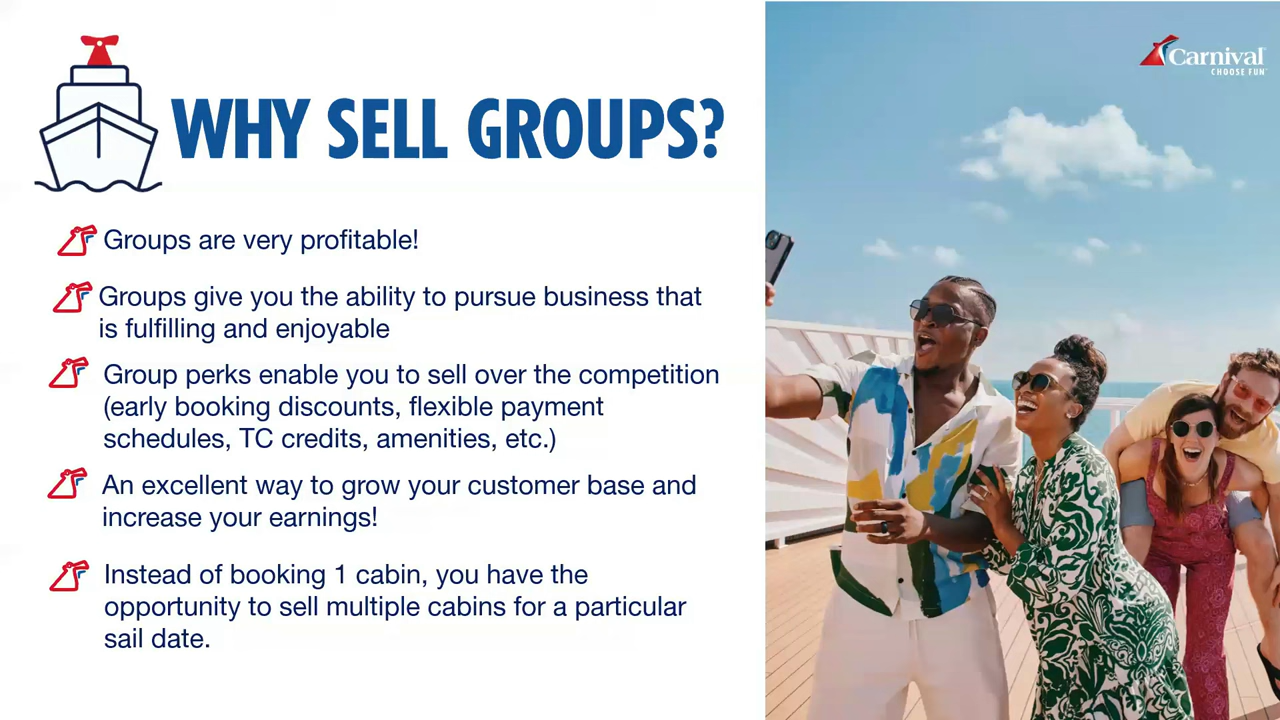 WHY SELL GROUPS?
Groups are very profitable!
Groups give you the ability to pursue business that
is fulfilling and enjoyable
Group perks enable you to sell over the competition
(early booking discounts, flexible payment
schedules, TC credits, amenities, etc.)
An excellent way to grow your customer base and
increase your earnings!
Instead of booking 1 cabin, you have the
opportunity to sell multiple cabins for a particular
sail date.
Carnival
CHOOSE FUN